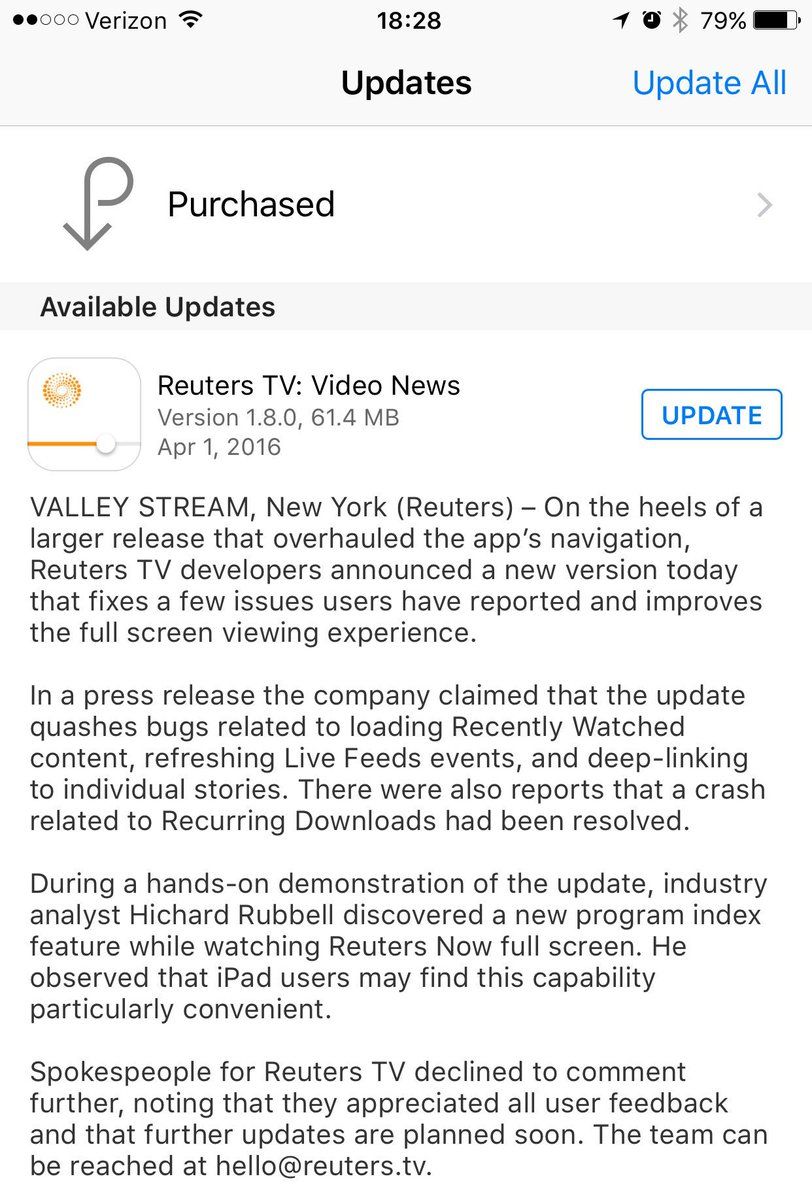 Verizon 18:28 79%
Updates Update All
Purchased
Available Updates
Reuters TV: Video News
Version 1.8.0, 61.4 MB
Apr 1, 2016
UPDATE
VALLEY STREAM, New York (Reuters) – On the heels of a
larger release that overhauled the app’s navigation,
Reuters TV developers announced a new version today
that fixes a few issues users have reported and improves
the full screen viewing experience.
In a press release the company claimed that the update
quashes bugs related to loading Recently Watched
content, refreshing Live Feeds events, and deep-linking
to individual stories. There were also reports that a crash
related to Recurring Downloads had been resolved.
During a hands-on demonstration of the update, industry
analyst Hichard Rubbell discovered a new program index
feature while watching Reuters Now full screen. He
observed that iPad users may find this capability
particularly convenient.
Spokespeople for Reuters TV declined to comment
further, noting that they appreciated all user feedback
and that further updates are planned soon. The team can
be reached at hello@reuters.tv.